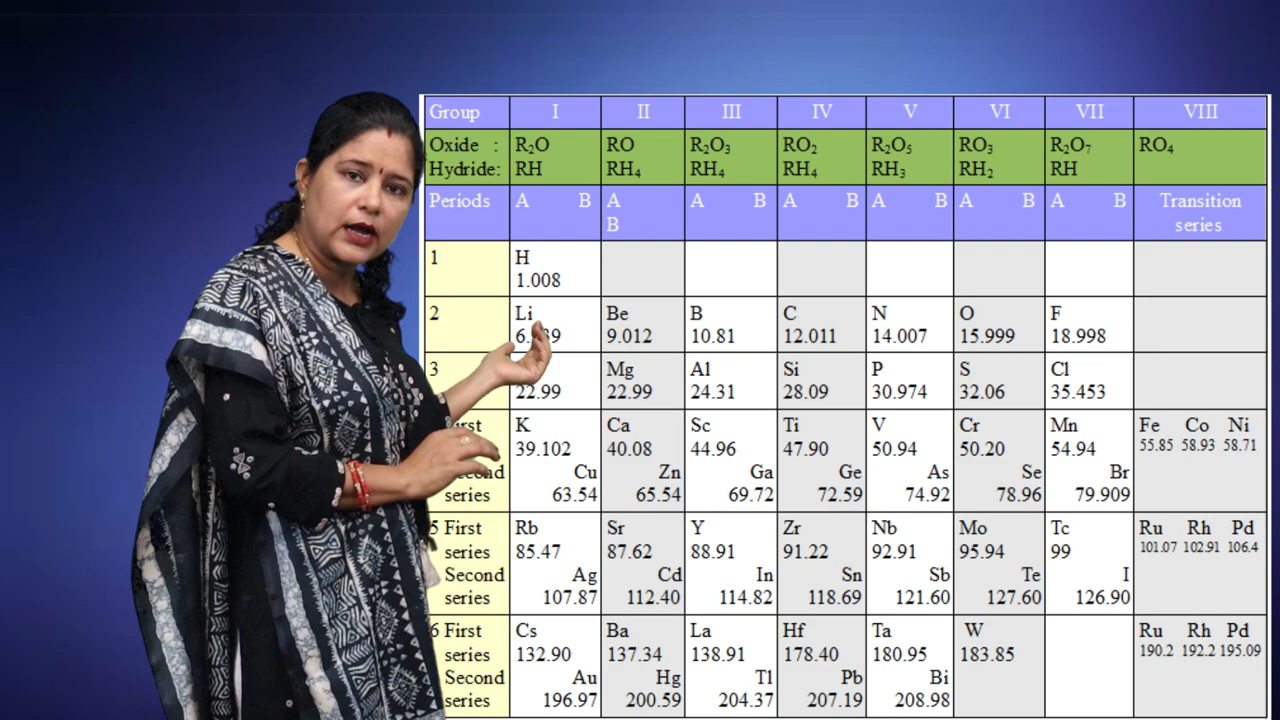 Group I II III IV V VI VII VIII
Oxide : R₂O RO R₂O₃ RO₂ R₂O₅ RO₃ R₂O₇ RO₄
Hydride: RH RH₄ RH₄ RH₄ RH₃ RH₂ RH
Periods A B A A B A B A B A B A B Transition
B series
1 H
1.008
2 Li Be B C N O F
9.012 10.81 12.011 14.007 15.999 18.998
3 Mg Al Si P S Cl
22.99 22.99 24.31 28.09 30.974 32.06 35.453
K Ca Sc Ti V Cr Mn Fe Co Ni
39.102 40.08 44.96 47.90 50.94 50.20 54.94 55.85 58.93 58.71
Cu Zn Ga Ge As Se Br
series 63.54 65.54 69.72 72.59 74.92 78.96 79.909
5 First Rb Sr Y Zr Nb Mo Tc Ru Rh Pd
series 85.47 87.62 88.91 91.22 92.91 95.94 99 101.07 102.91 106.4
Second Ag Cd In Sn Sb Te I
series 107.87 112.40 114.82 118.69 121.60 127.60 126.90
6 First Cs Ba La Hf Ta W Ru Rh Pd
series 132.90 137.34 138.91 178.40 180.95 183.85 190.2 192.2 195.09
Second Au Hg Tl Pb Bi
series 196.97 200.59 204.37 207.19 208.98